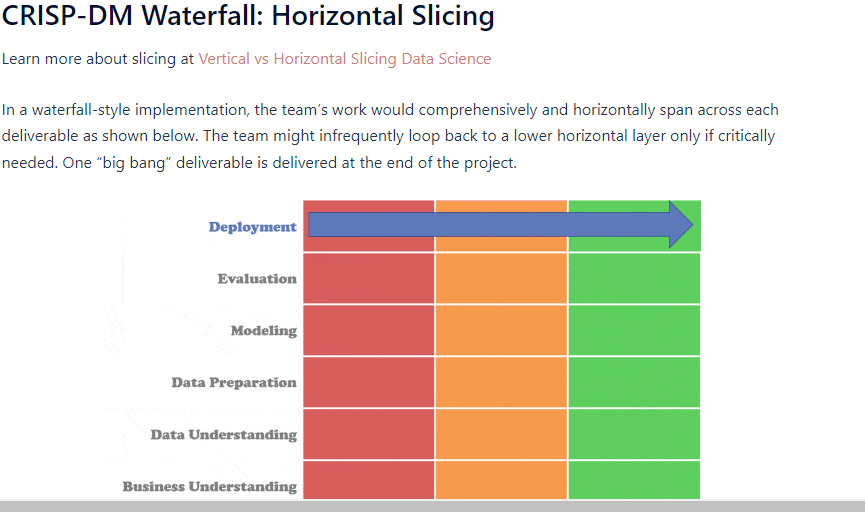 CRISP-DM Waterfall: Horizontal Slicing
Learn more about slicing at Vertical vs Horizontal Slicing Data Science
In a waterfall-style implementation, the team’s work would comprehensively and horizontally span across each
deliverable as shown below. The team might infrequently loop back to a lower horizontal layer only if critically
needed. One “big bang” deliverable is delivered at the end of the project.
Deployment
Evaluation
Modeling
Data Preparation
Data Understanding
Business Understanding